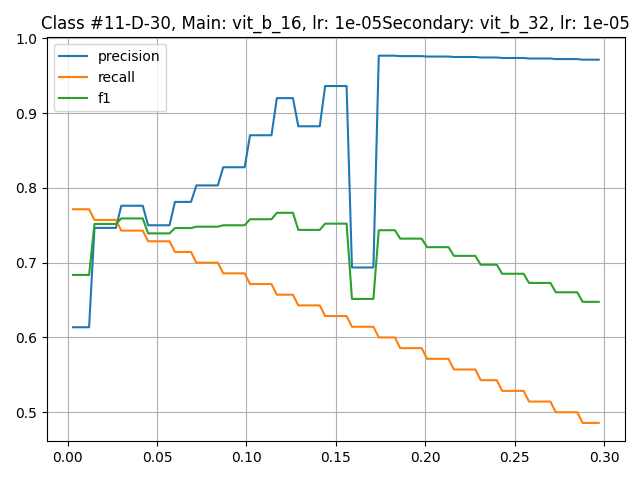 Class #11-D-30, Main: vit_b_16, lr: 1e-05Secondary: vit_b_32, lr: 1e-05
1.0
0.9
0.8
0.7
0.6
0.5
precision
recall
f1
0.00 0.05 0.10 0.15 0.20 0.25 0.30